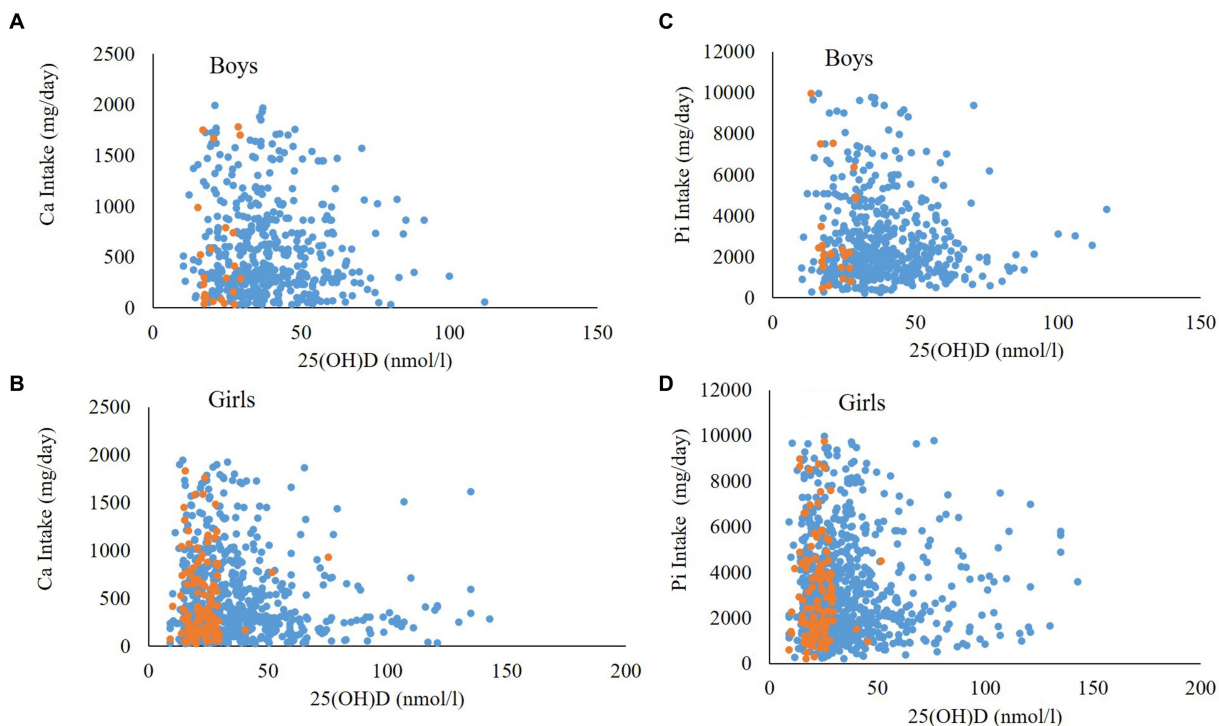 A
Ca Intake (mg/day)
2500
2000
1500
1000
500
0
Boys
0 50 100 150
25(OH)D (nmol/l)
B
Ca Intake (mg/day)
2500
2000
1500
1000
500
0
Girls
0 50 100 150 200
25(OH)D (nmol/l)
C
Pi Intake (mg/day)
12000
10000
8000
6000
4000
2000
0
Boys
0 50 100 150
25(OH)D (nmol/l)
D
Pi Intake (mg/day)
12000
10000
8000
6000
4000
2000
0
Girls
0 50 100 150 200
25(OH)D (nmol/l)